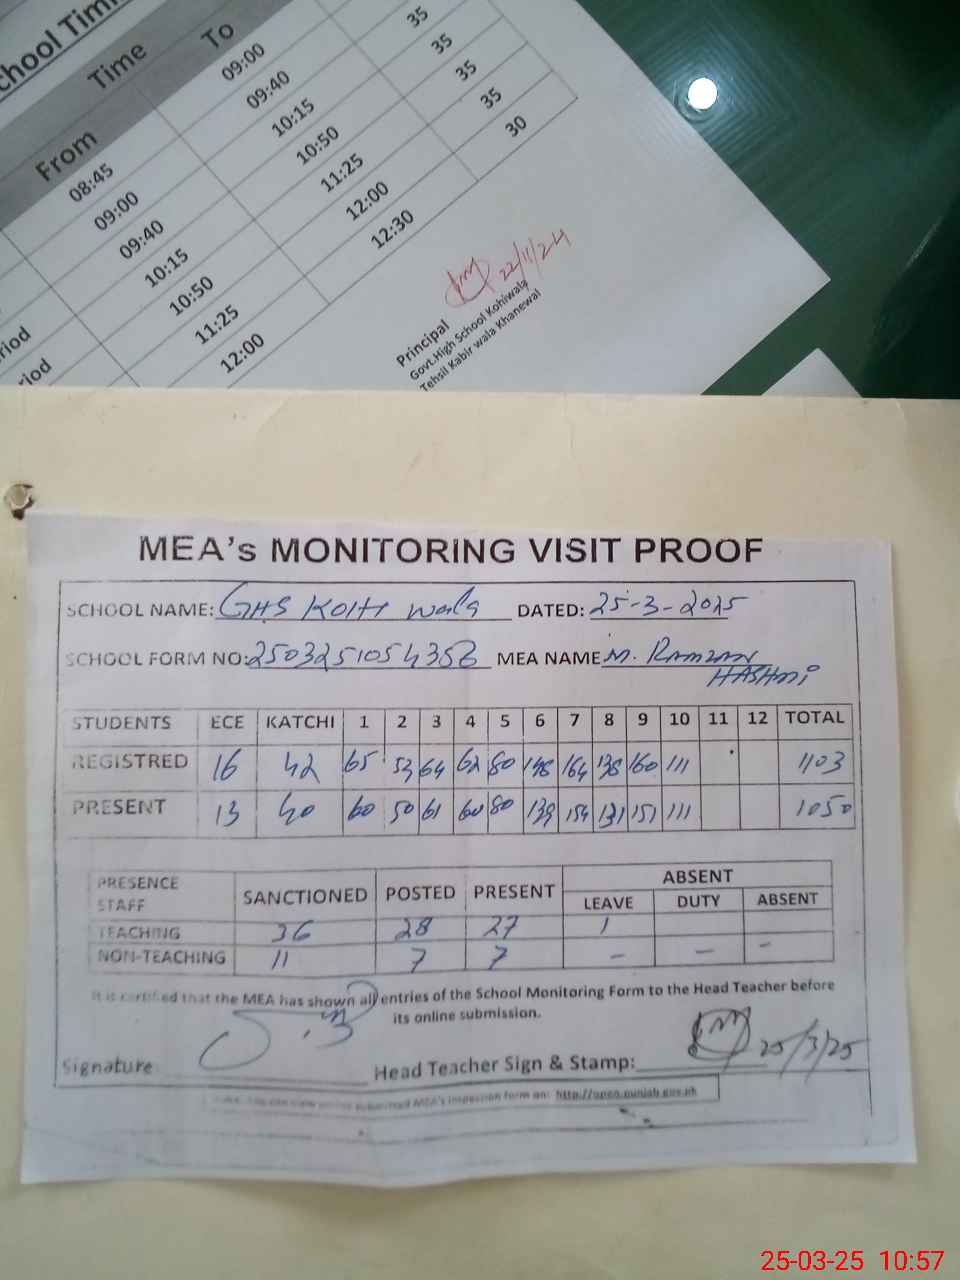 School
Time
From To
08:45 09:00
09:00 09:40 35
09:40 10:15 35
10:15 10:50 35
10:50 11:25 35
11:25 12:00 30
12:00 12:30
riod
riod
22/11/24
Principal
Govt.High School Kohiwala
Tehsil Kabir wala Khanewal
MEA's MONITORING VISIT PROOF
SCHOOL NAME: GHS KOHI wala DATED: 25-3-2025
SCHOOL FORM NO: MEA NAME M. RAMZAN
HASHMI
STUDENTS ECE KATCHI 1 2 3 4 5 6 7 8 9 10 11 12 TOTAL
REGISTRED 16 42 65 53 64 62 80 148 164 138 160 111 1103
PRESENT 13 40 60 50 61 60 80 139 154 131 151 111 1050
PRESENCE STAFF SANCTIONED POSTED PRESENT ABSENT
LEAVE DUTY ABSENT
TEACHING 36 28 27 1
NON-TEACHING 11 7 7 - - -
It is certified that the MEA has shown all entries of the School Monitoring Form to the Head Teacher before
its online submission.
Signature: Head Teacher Sign & Stamp: 25/3/25
submitted MEA's inspection form on: http://open.punjab.gov.pk
25-03-25 10:57